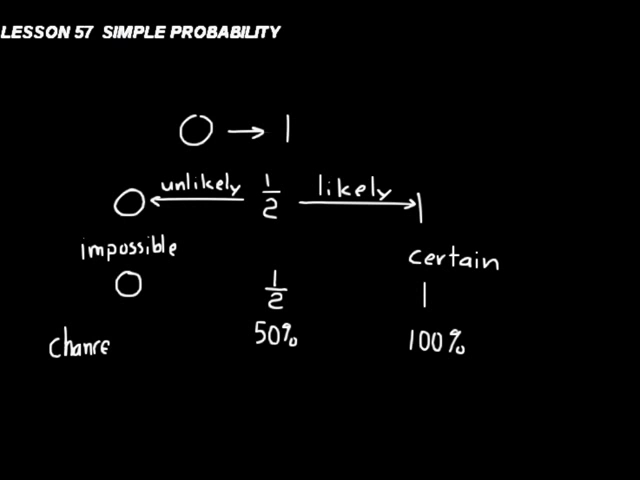 LESSON 57 SIMPLE PROBABILITY
0 → 1
0 ← unlikely 1/2 likely → 1
impossible certain
0 1/2 1
chance 50% 100%